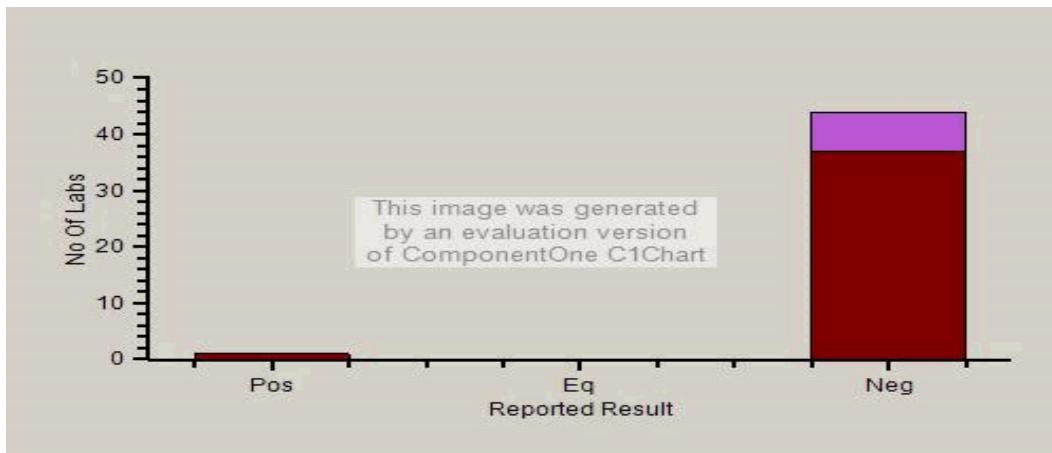 50
40
30
20
10
0
No Of Labs
This image was generated
by an evaluation version
of ComponentOne C1Chart
Pos Eq Neg
Reported Result